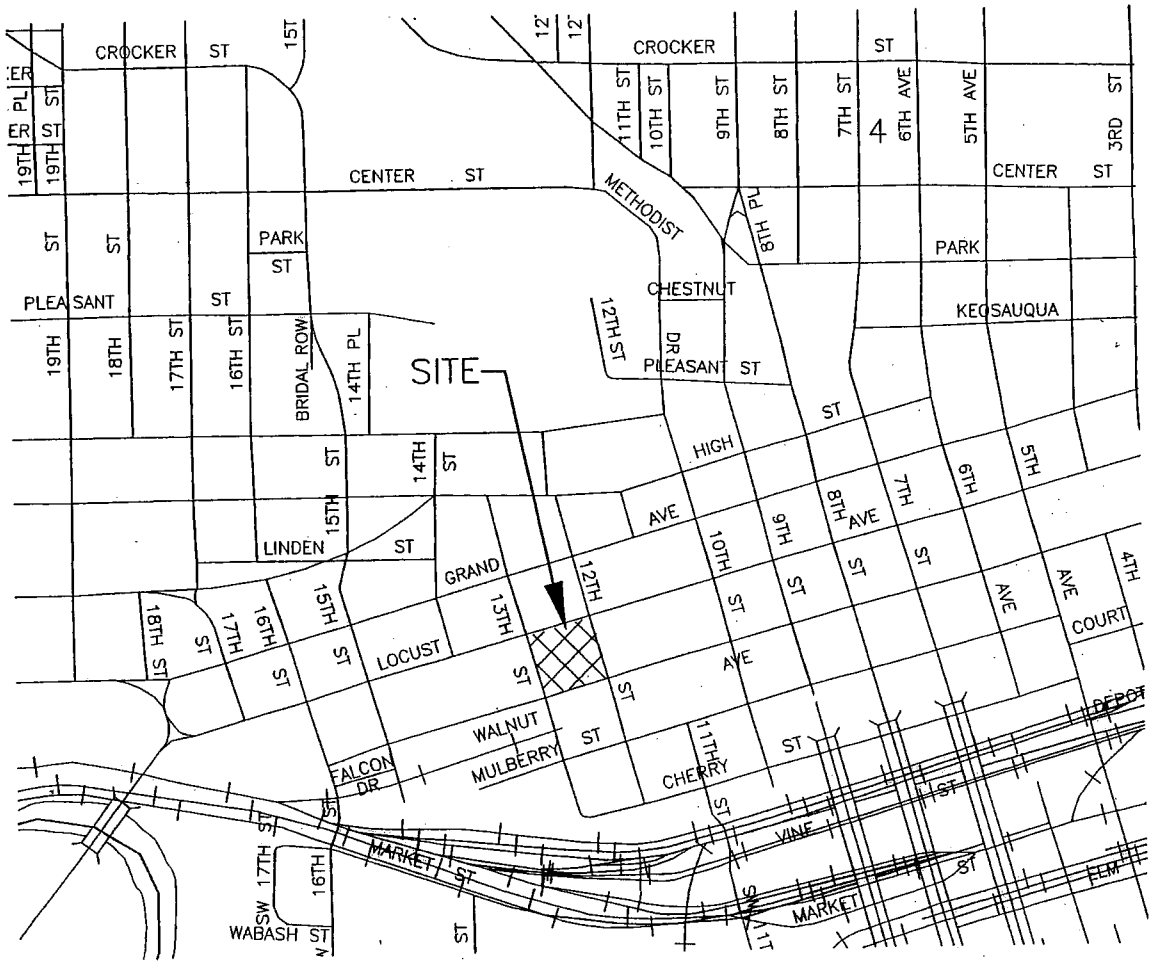 15T
12
12
CROCKER ST
CROCKER ST
ER
19TH PL
ST
ER ST
19TH
19TH
11TH ST
10TH ST
9TH ST
8TH ST
7TH ST
4
6TH AVE
5TH AVE
3RD ST
CENTER ST
CENTER ST
METHODIST
DR
8TH PL
PARK
ST
PARK
ST
ST
CHESTNUT
PLEASANT ST
KEOSAUQUA
12TH ST
PLEASANT ST
19TH
18TH
17TH ST
16TH ST
BRIDAL ROW
14TH PL
SITE
HIGH ST
15TH ST
14TH ST
15TH ST
5TH
6TH
7TH
8TH
9TH
10TH
AVE
AVE
LINDEN ST
GRAND
12TH
13TH
ST
ST
ST
ST
AVE
AVE
4TH
COURT
18TH ST
17TH
ST
16TH
15TH
LOCUST
ST
ST
ST
ST
AVE
WALNUT
MULBERRY ST
11TH
ST
CHERRY ST
DEPOT
FALCON
DR
ST
VINE ST
MARKET ST
SW 17TH ST
16TH
WABASH ST
ST
SW 11T
MARKET ST
ELM